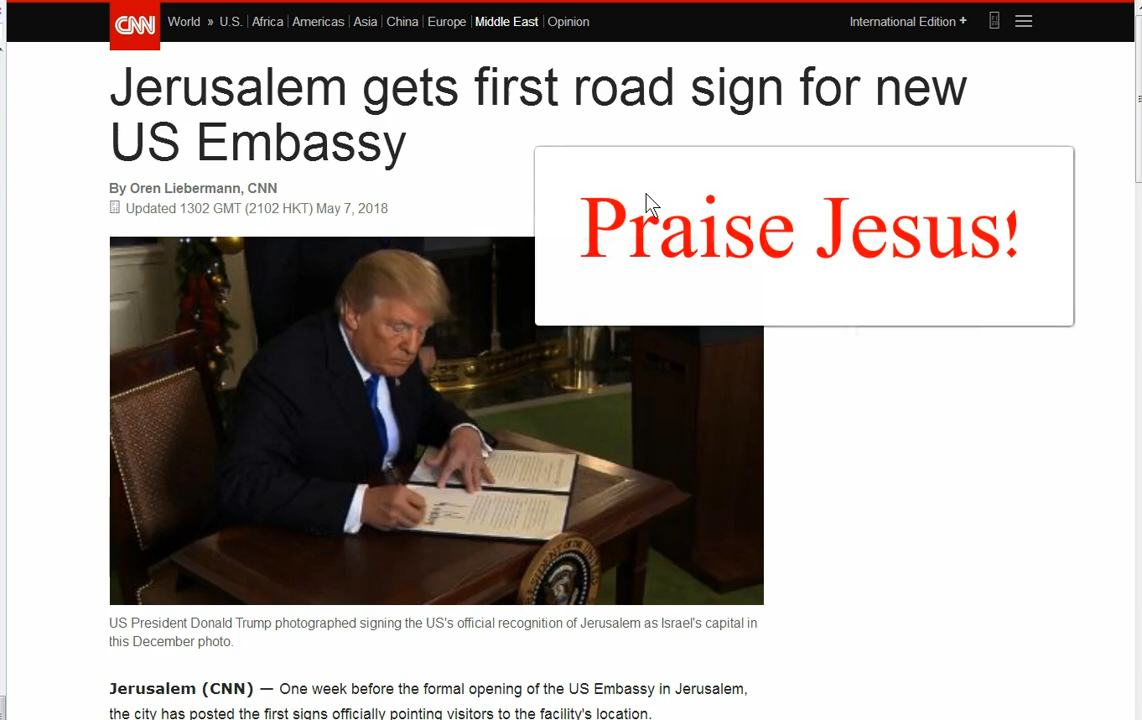 CNN World » U.S. Africa Americas Asia China Europe Middle East Opinion International Edition +
Jerusalem gets first road sign for new
US Embassy
By Oren Liebermann, CNN
Updated 1302 GMT (2102 HKT) May 7, 2018
Praise Jesus!
US President Donald Trump photographed signing the US's official recognition of Jerusalem as Israel's capital in
this December photo.
Jerusalem (CNN) — One week before the formal opening of the US Embassy in Jerusalem,
the city has posted the first signs officially pointing visitors to the facility's location.